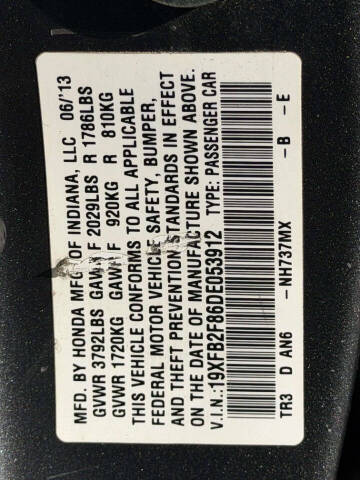 MFD. BY HONDA MFG OF INDIANA, LLC 06/13
GVWR 3792LBS GAWR F 2029LBS R 1786LBS
GVWR 1720KG GAWR F 920KG R 810KG
THIS VEHICLE CONFORMS TO ALL APPLICABLE
FEDERAL MOTOR VEHICLE SAFETY, BUMPER,
AND THEFT PREVENTION STANDARDS IN EFFECT
ON THE DATE OF MANUFACTURE SHOWN ABOVE.
V.I.N.: 19XFB2F86DE053912 TYPE: PASSENGER CAR
TR3 D AN6 -NH737MX -B -E